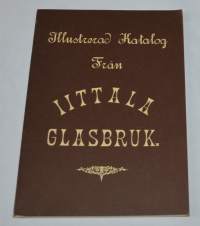 Illustrerad Katalog
Från
IITTALA
GLASBRUK.